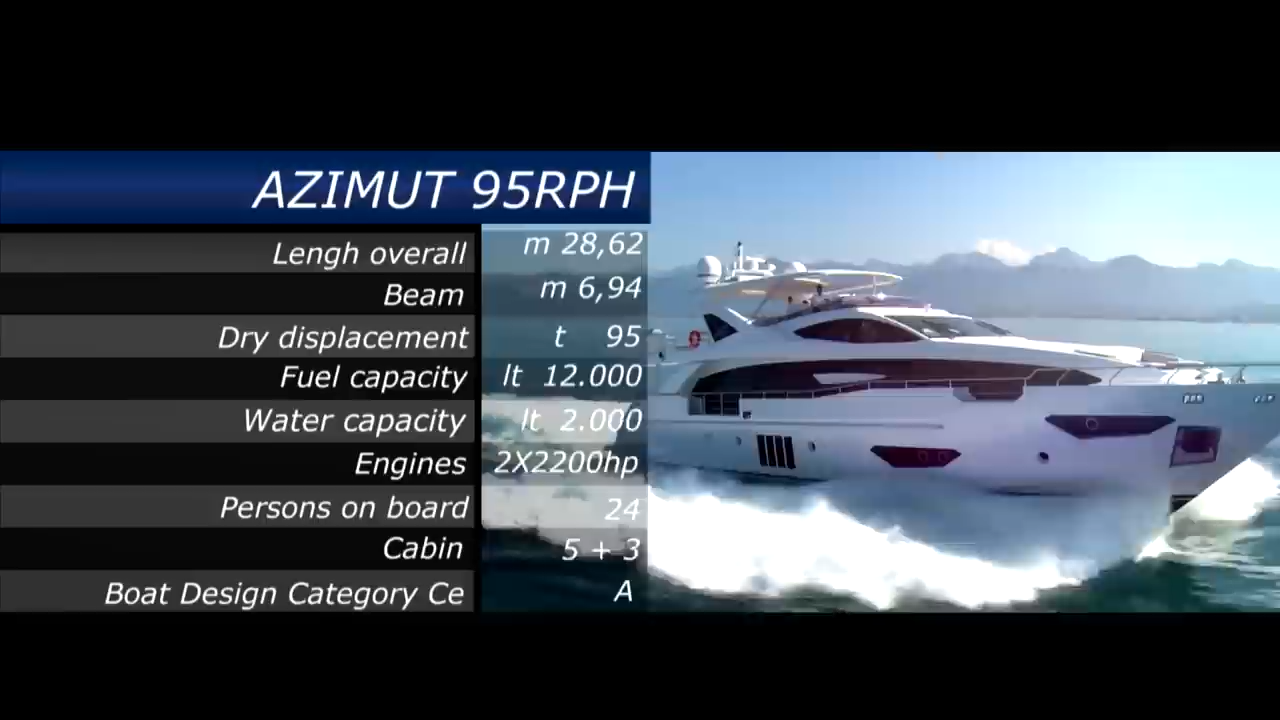 AZIMUT 95RPH
Lengh overall m 28,62
Beam m 6,94
Dry displacement t 95
Fuel capacity lt 12.000
Water capacity lt 2.000
Engines 2X2200hp
Persons on board 24
Cabin 5 + 3
Boat Design Category Ce A